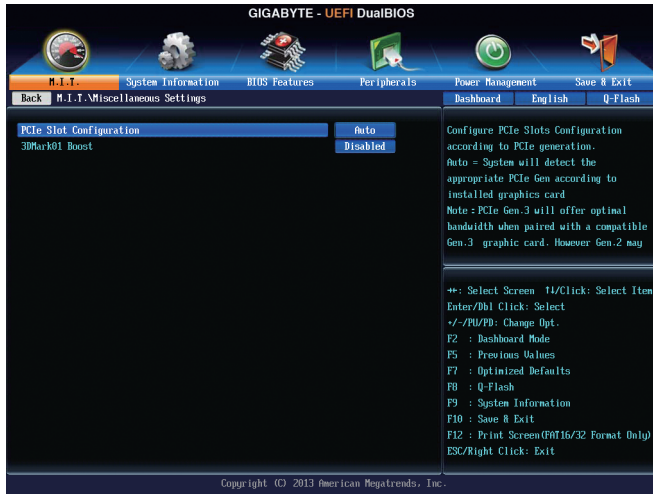 GIGABYTE - UEFI DualBIOS
M.I.T. System Information BIOS Features Peripherals Power Management Save & Exit
Back M.I.T.\Miscellaneous Settings Dashboard English Q-Flash
PCIe Slot Configuration Auto
3DMark01 Boost Disabled
Configure PCIe Slots Configuration
according to PCIe generation.
Auto = System will detect the
appropriate PCIe Gen according to
installed graphics card
Note : PCIe Gen.3 will offer optimal
bandwidth when paired with a compatible
Gen.3 graphic card. However Gen.2 may
→←: Select Screen ↑↓/Click: Select Item
Enter/Dbl Click: Select
+/-/PU/PD: Change Opt.
F2 : Dashboard Mode
F5 : Previous Values
F7 : Optimized Defaults
F8 : Q-Flash
F9 : System Information
F10 : Save & Exit
F12 : Print Screen(FAT16/32 Format Only)
ESC/Right Click: Exit
Copyright (C) 2013 American Megatrends, Inc.